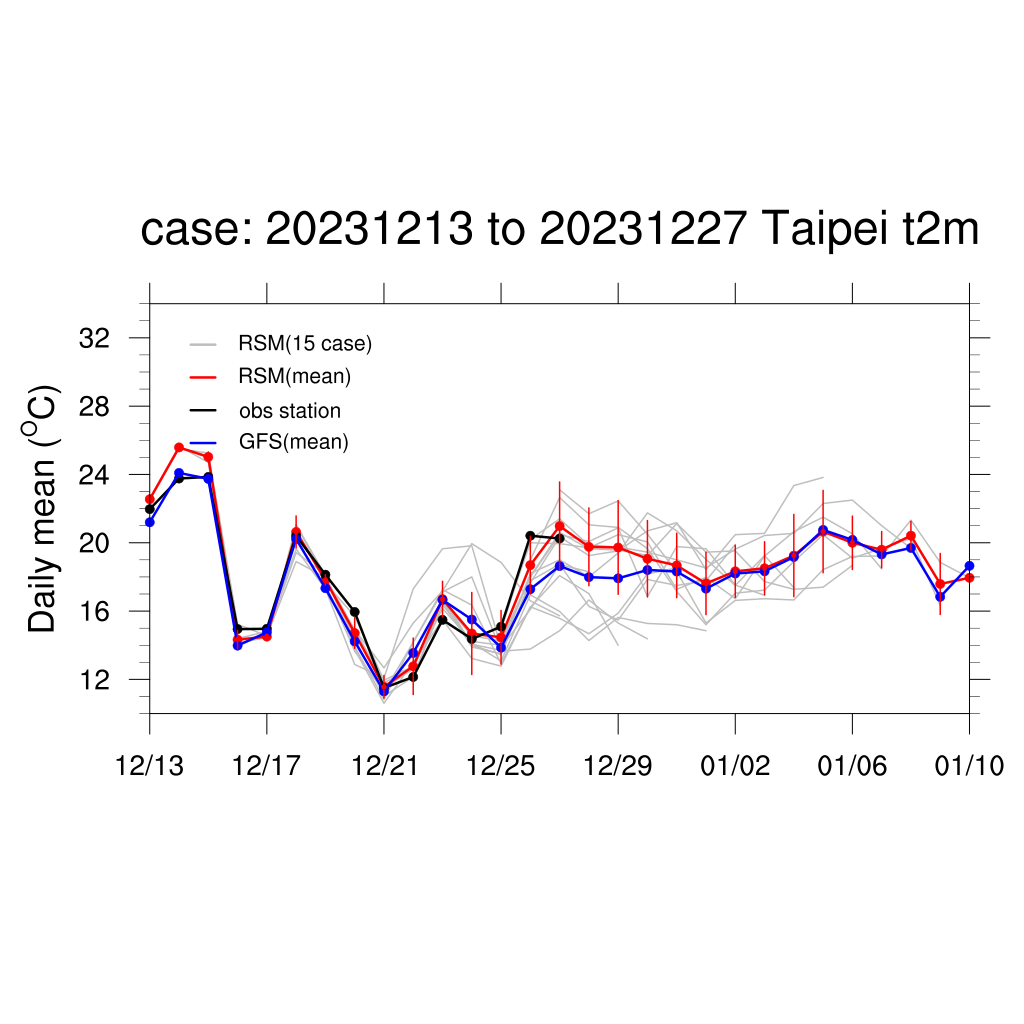 case: 20231213 to 20231227 Taipei t2m
Daily mean (°C)
32
28
24
20
16
12
RSM(15 case)
RSM(mean)
obs station
GFS(mean)
12/13 12/17 12/21 12/25 12/29 01/02 01/06 01/10